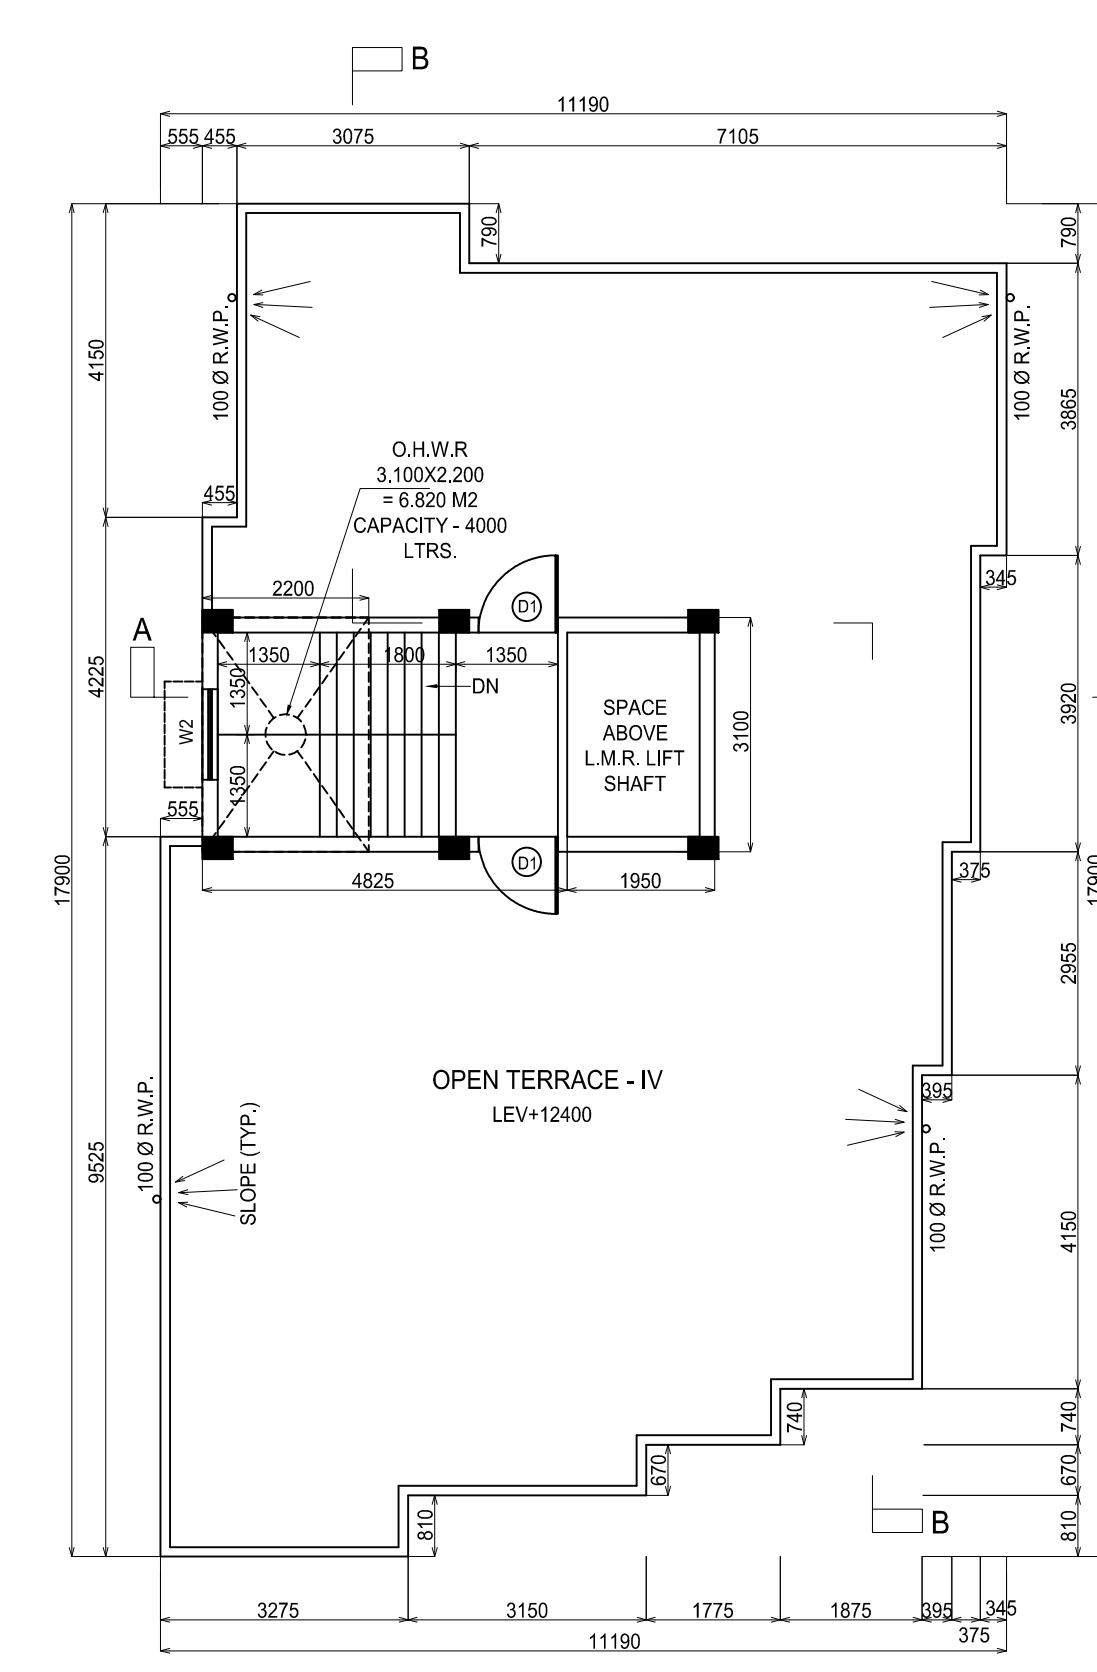 B
11190
555
455
3075
7105
790
790
100 Ø R.W.P.
100 Ø R.W.P.
4150
3865
O.H.W.R
3.100X2.200
= 6.820 M2
CAPACITY - 4000
LTRS.
455
345
2200
D1
A
1350
1800
1350
1350
DN
4225
W2
SPACE
ABOVE
L.M.R. LIFT
SHAFT
3100
3920
1350
555
D1
375
4825
1950
17900
17900
2955
OPEN TERRACE - IV
LEV+12400
395
100 Ø R.W.P.
SLOPE (TYP.)
9525
100 Ø R.W.P.
4150
740
740
670
670
810
B
810
3275
3150
1775
1875
395
345
375
11190